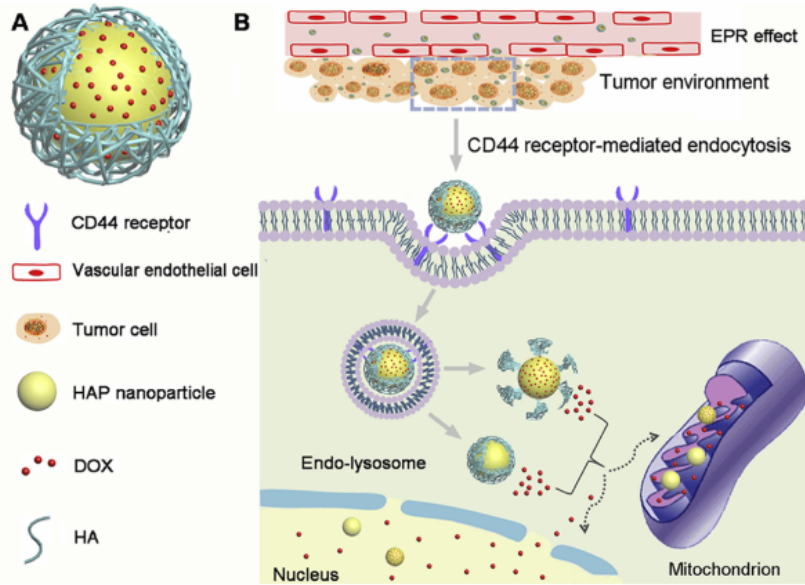 A
CD44 receptor
Vascular endothelial cell
Tumor cell
HAP nanoparticle
DOX
HA
B
EPR effect
Tumor environment
CD44 receptor-mediated endocytosis
Endo-lysosome
Nucleus
Mitochondrion